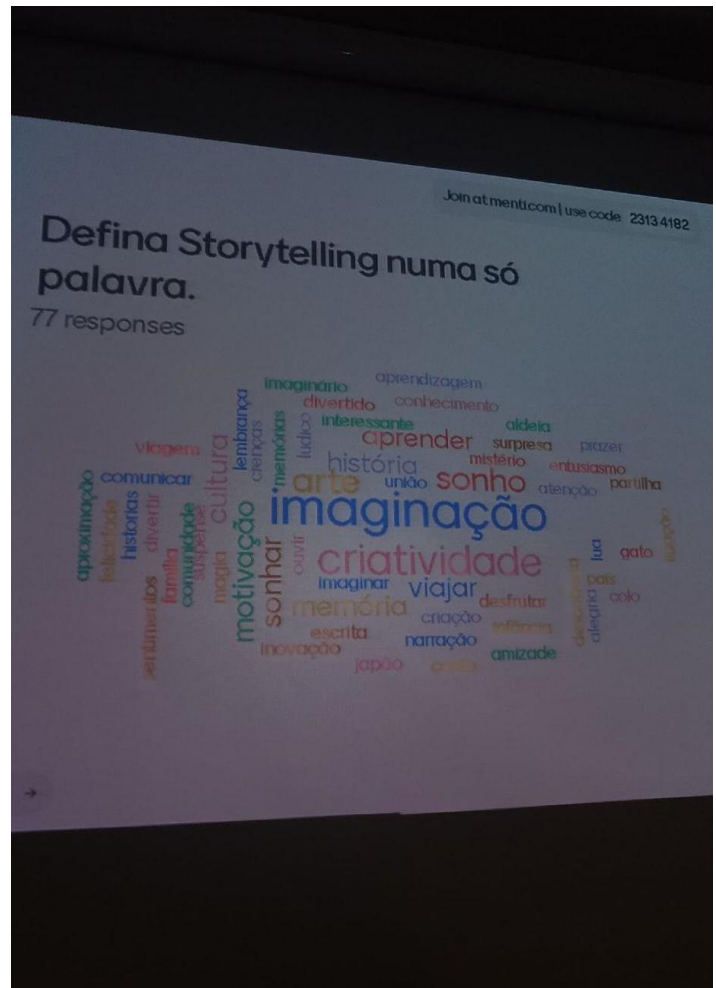 Join at menti.com | use code 2313 4182
Defina Storytelling numa só
palavra.
77 responses
imaginário
aprendizagem
divertido
conhecimento
lembrança
crenças
memórias
lúdico
interessante
aldeia
aprender
surpresa
prazer
viagem
cultura
história
mistério
entusiasmo
comunicar
arte
união
sonho
atenção
partilha
aproximação
felicidade
historias
divertir
comunidade
suspense
imaginação
motivação
sonhar
ouvir
criatividade
lua
gato
família
magia
imaginar
viajar
desfrutar
pais
colo
sentimentos
memória
criação
infância
alegria
escrita
narração
inovação
amizade
japão